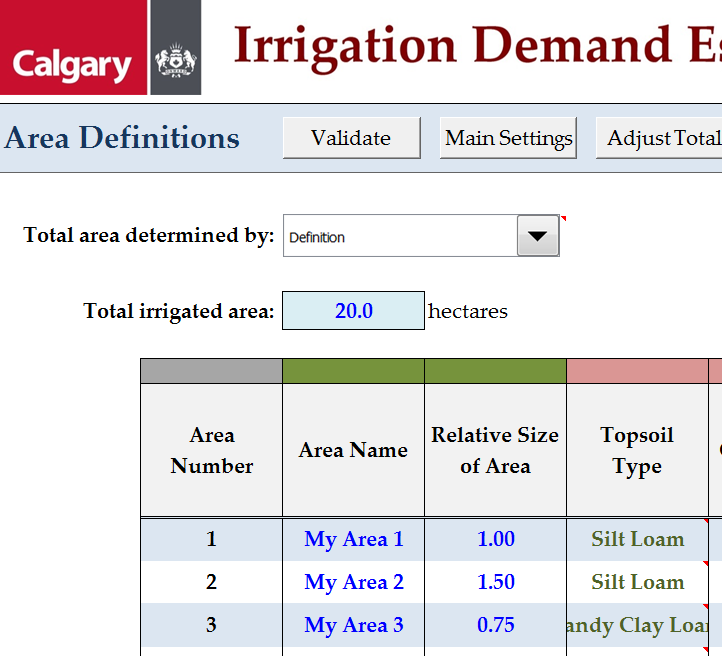 Calgary
Irrigation Demand Es
Area Definitions
Validate
Main Settings
Adjust Total
Total area determined by:
Definition
Total irrigated area:
20.0
hectares
Area Number
Area Name
Relative Size of Area
Topsoil Type
1 My Area 1 1.00 Silt Loam
2 My Area 2 1.50 Silt Loam
3 My Area 3 0.75 andy Clay Loa